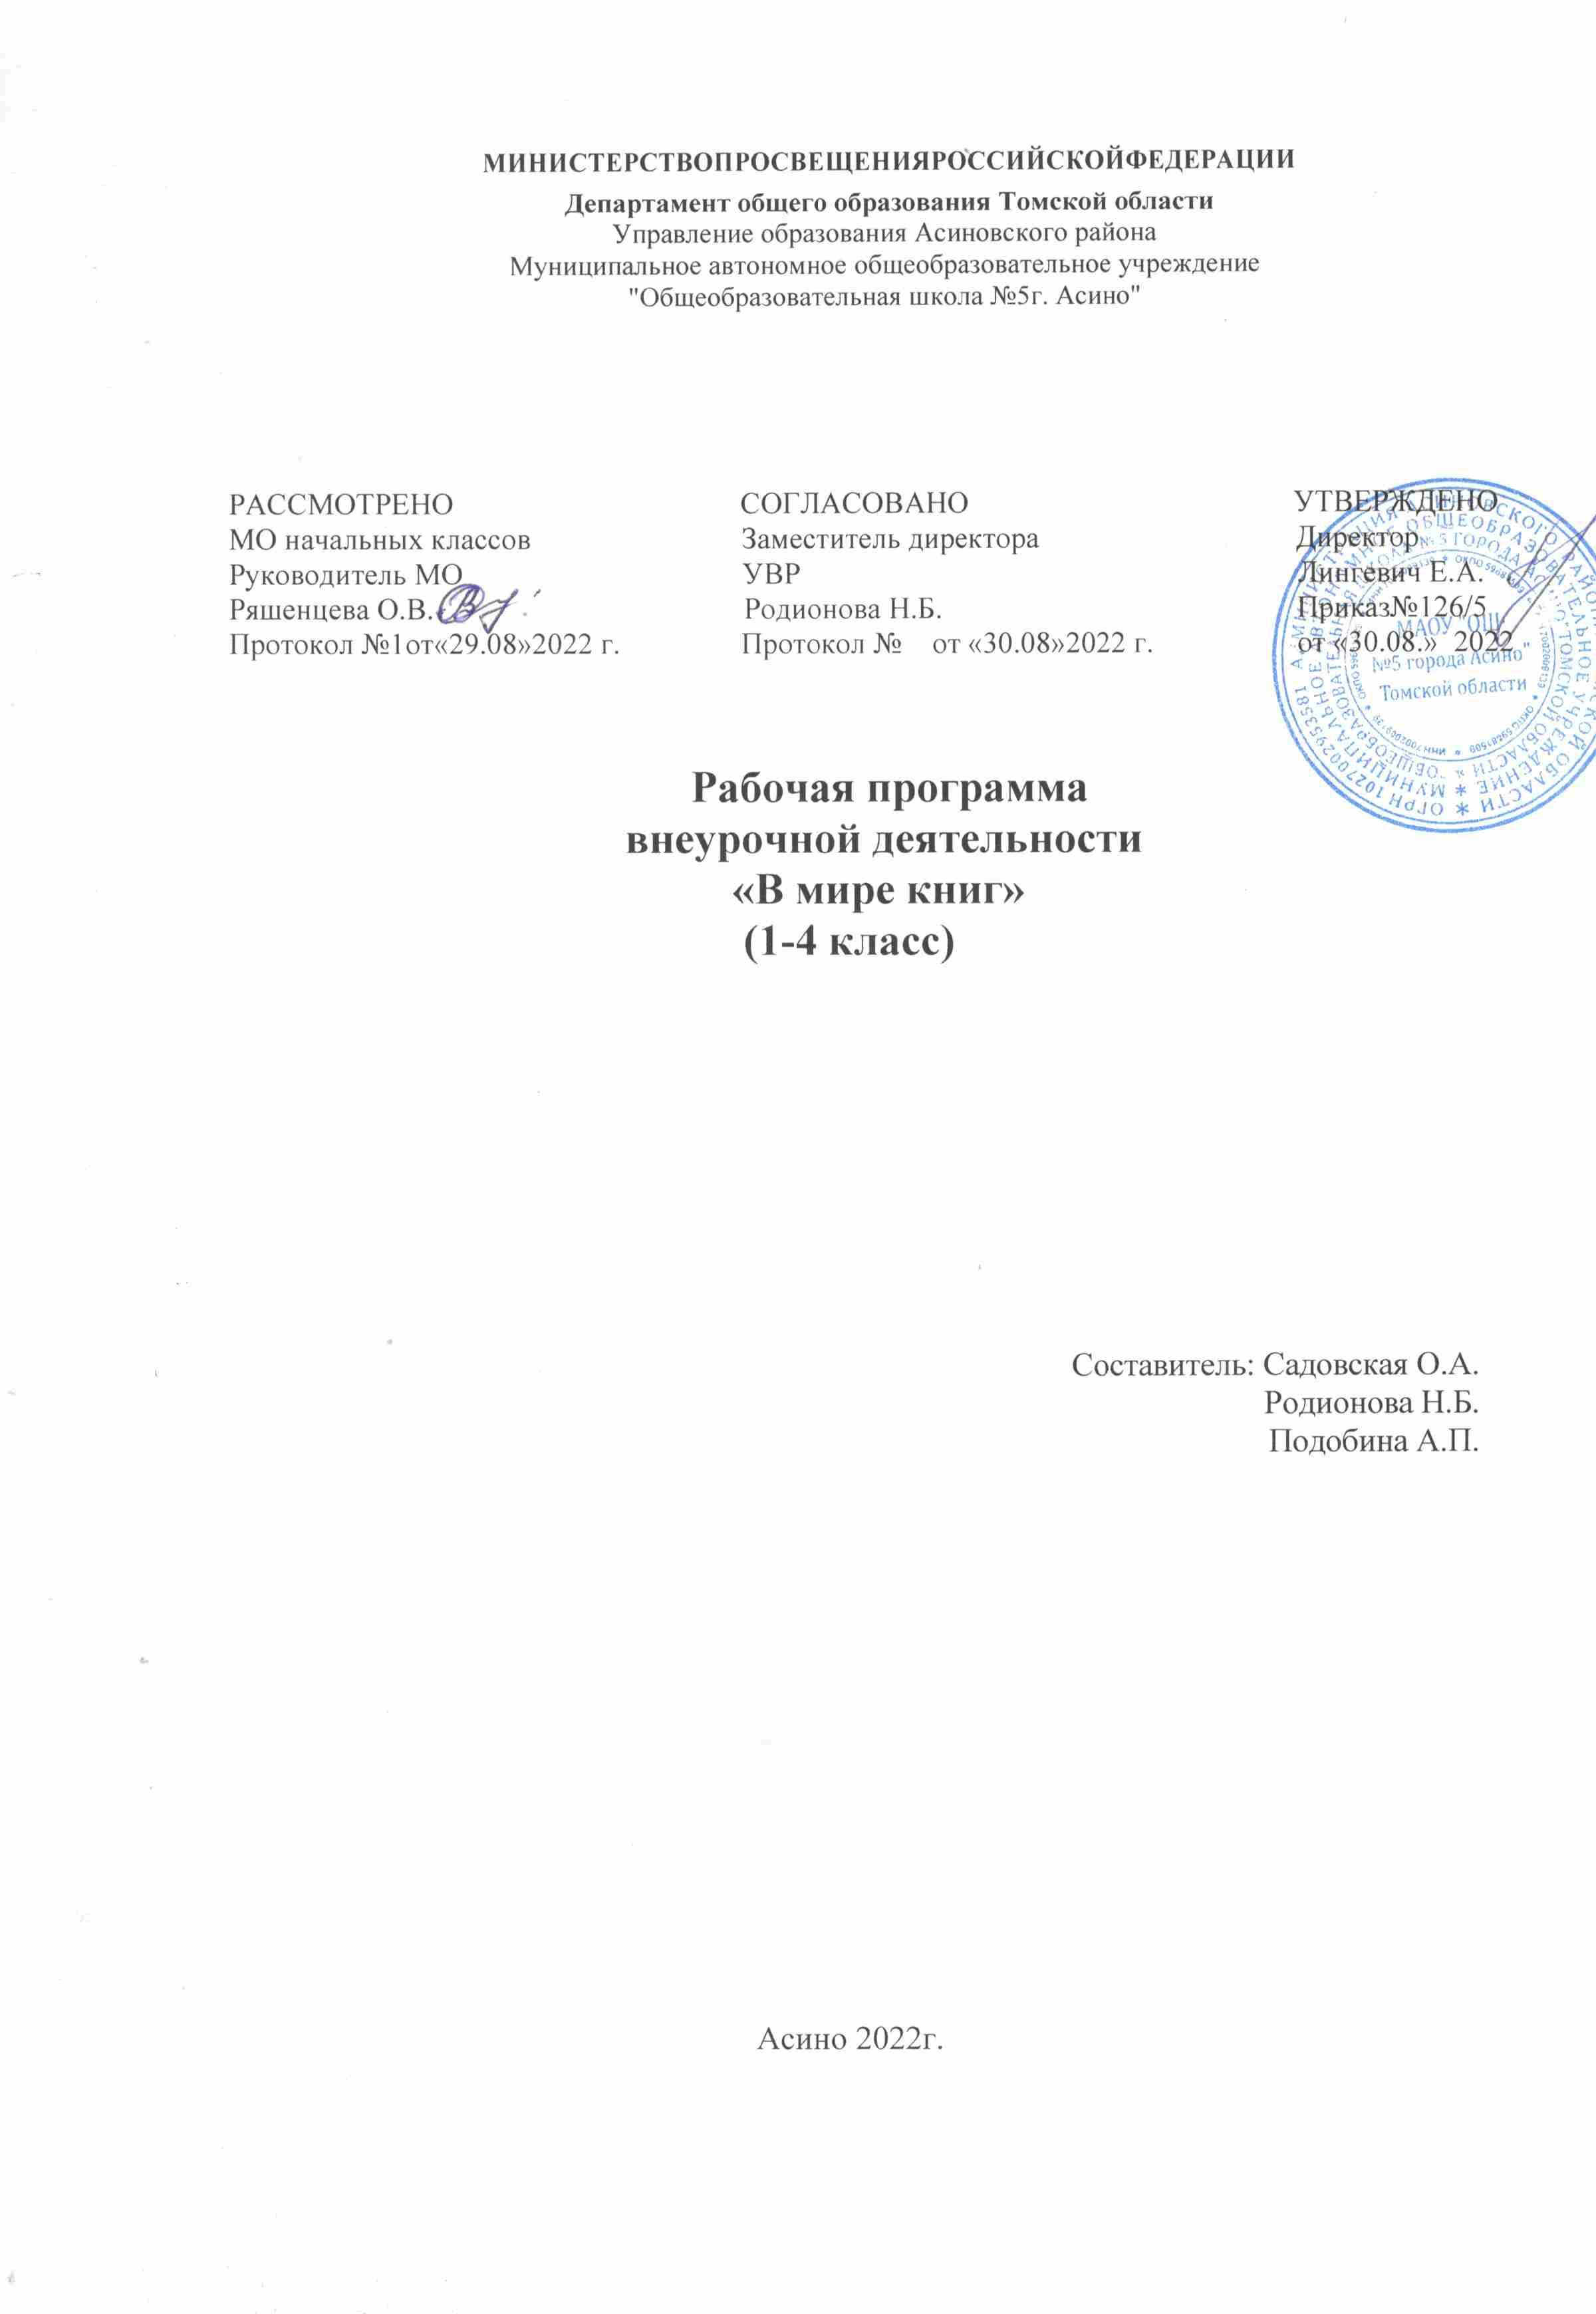 МИНИСТЕРСТВОПРОСВЕЩЕНИЯРОССИЙСКОЙФЕДЕРАЦИИ
Департамент общего образования Томской области
Управление образования Асиновского района
Муниципальное автономное общеобразовательное учреждение
"Общеобразовательная школа №5г. Асино"
РАССМОТРЕНО
МО начальных классов
Руководитель МО
Ряшенцева О.В.
Протокол №1от«29.08»2022 г.
СОГЛАСОВАНО
Заместитель директора
УВР
Родионова Н.Б.
Протокол № от «30.08»2022 г.
УТВЕРЖДЕНО
Директор
Лингевич Е.А.
Приказ№126/5
от «30.08.» 2022
МАОУ "ОШ
№5 города Асино"
Томской области
Рабочая программа
внеурочной деятельности
«В мире книг»
(1-4 класс)
Составитель: Садовская О.А.
Родионова Н.Б.
Подобина А.П.
Асино 2022г.